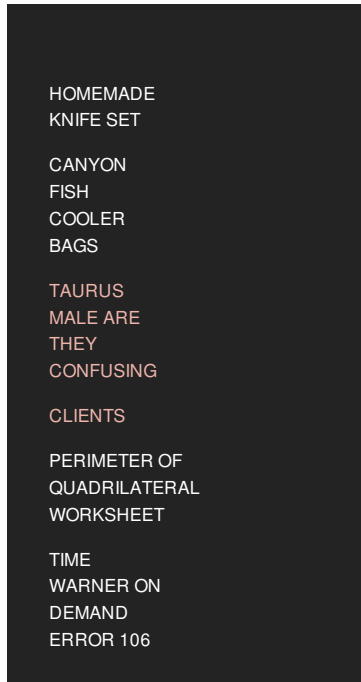 HOMEMADE
KNIFE SET
CANYON
FISH
COOLER
BAGS
TAURUS
MALE ARE
THEY
CONFUSING
CLIENTS
PERIMETER OF
QUADRILATERAL
WORKSHEET
TIME
WARNER ON
DEMAND
ERROR 106